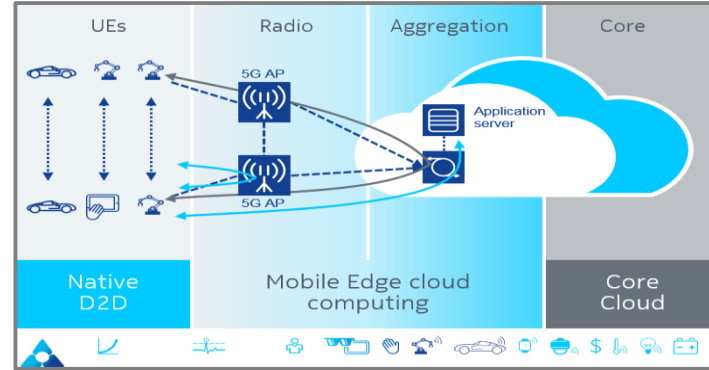 UEs
Radio
Aggregation
Core
5G AP
Application
server
5G AP
Native
D2D
Mobile Edge cloud
computing
Core
Cloud
$